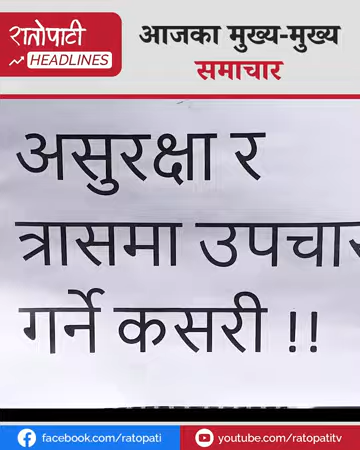 रातोपाटी
HEADLINES
आजका मुख्य-मुख्य
समाचार
असुरक्षा र
त्रासमा उपचार
गर्ने कसरी !!
facebook.com/ratopati
youtube.com/ratopatitv